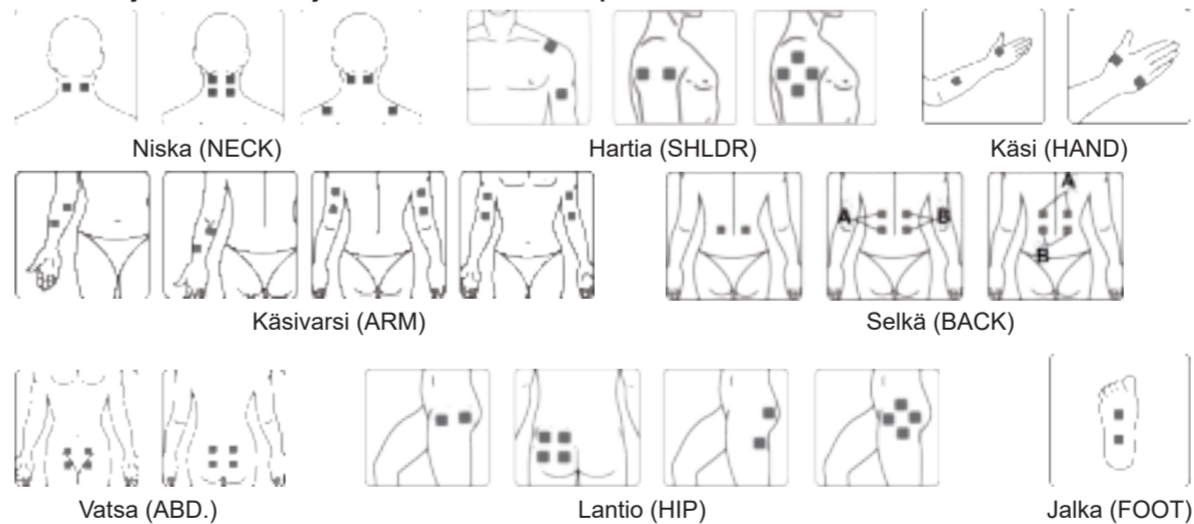 Niska (NECK)
Hartia (SHLDR)
Käsi (HAND)
A
A
B
B
Käsivarsi (ARM)
Selkä (BACK)
Vatsa (ABD.)
Lantio (HIP)
Jalka (FOOT)